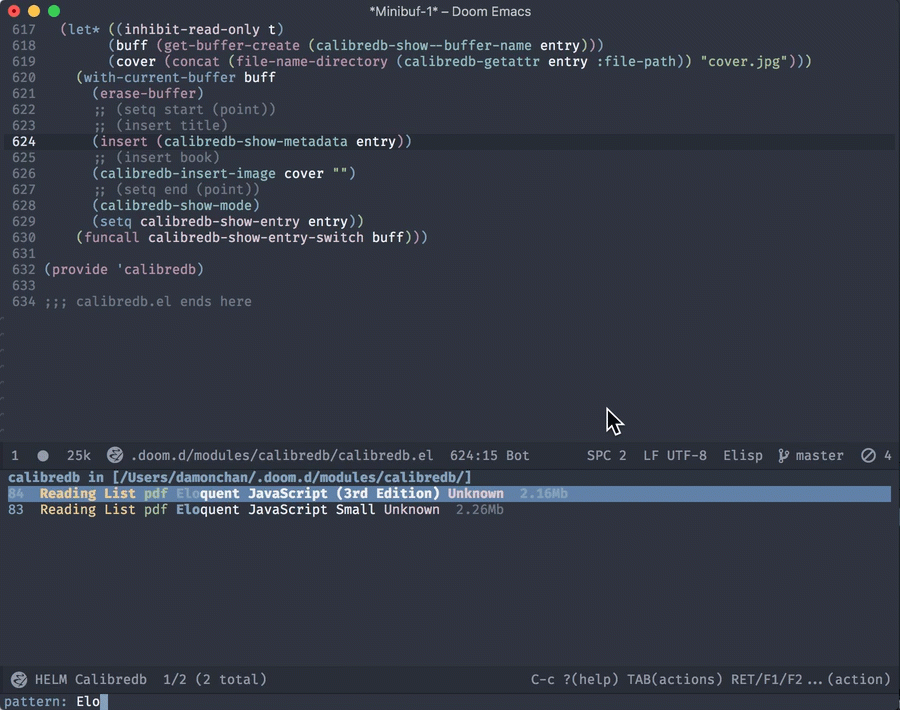 *Minibuf-1* – Doom Emacs
617 (let* ((inhibit-read-only t)
618 (buff (get-buffer-create (calibredb-show--buffer-name entry)))
619 (cover (concat (file-name-directory (calibredb-getattr entry :file-path)) "cover.jpg")))
620 (with-current-buffer buff
621 (erase-buffer)
622 ;; (setq start (point))
623 ;; (insert title)
624 (insert (calibredb-show-metadata entry))
625 ;; (insert book)
626 (calibredb-insert-image cover "")
627 ;; (setq end (point))
628 (calibredb-show-mode)
629 (setq calibredb-show-entry entry))
630 (funcall calibredb-show-entry-switch buff)))
631
632 (provide 'calibredb)
633
634 ;;; calibredb.el ends here
1 25k .doom.d/modules/calibredb/calibredb.el 624:15 Bot SPC 2 LF UTF-8 Elisp master 4
calibredb in [/Users/damonchan/.doom.d/modules/calibredb/]
84 Reading List pdf Eloquent JavaScript (3rd Edition) Unknown 2.16Mb
83 Reading List pdf Eloquent JavaScript Small Unknown 2.26Mb
HELM Calibredb 1/2 (2 total) C-c ?(help) TAB(actions) RET/F1/F2...(action)
pattern: Elo